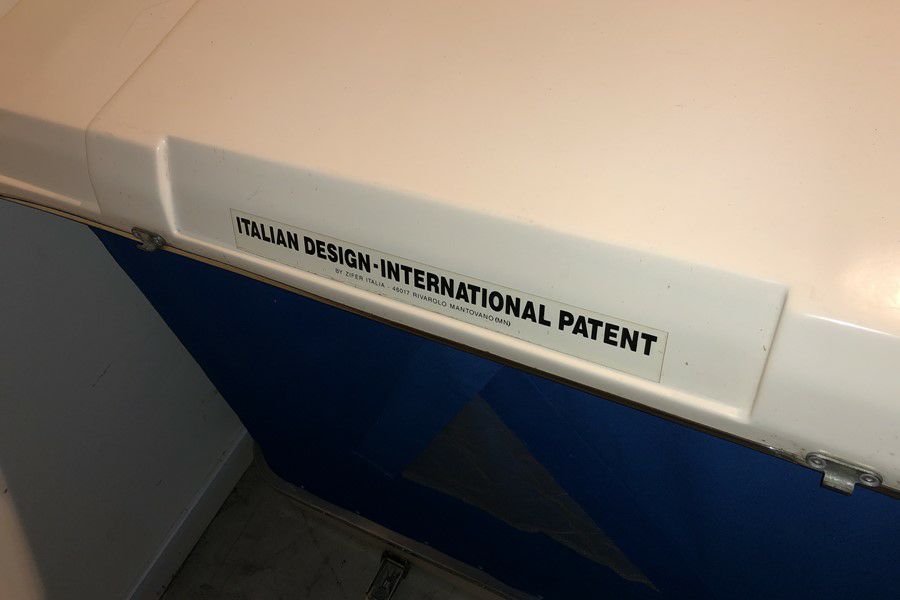 ITALIAN DESIGN-INTERNATIONAL PATENT
BY ZIFER ITALIA - 46017 RIVAROLO MANTOVANO (MN)